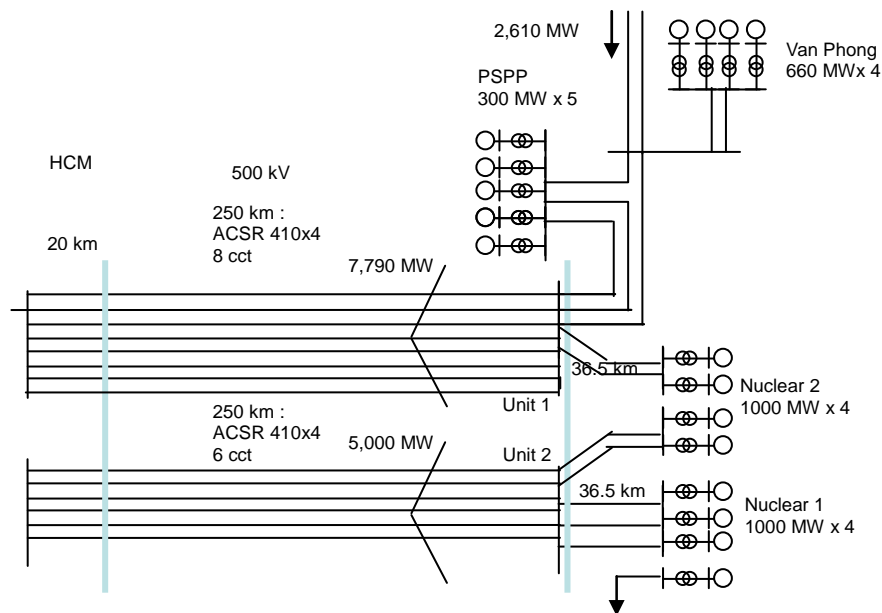 2,610 MW
Van Phong
660 MWx 4
PSPP
300 MW x 5
HCM
500 kV
250 km :
ACSR 410x4
8 cct
20 km
7,790 MW
36.5 km
Nuclear 2
1000 MW x 4
Unit 1
250 km :
ACSR 410x4
6 cct
5,000 MW
Unit 2
36.5 km
Nuclear 1
1000 MW x 4